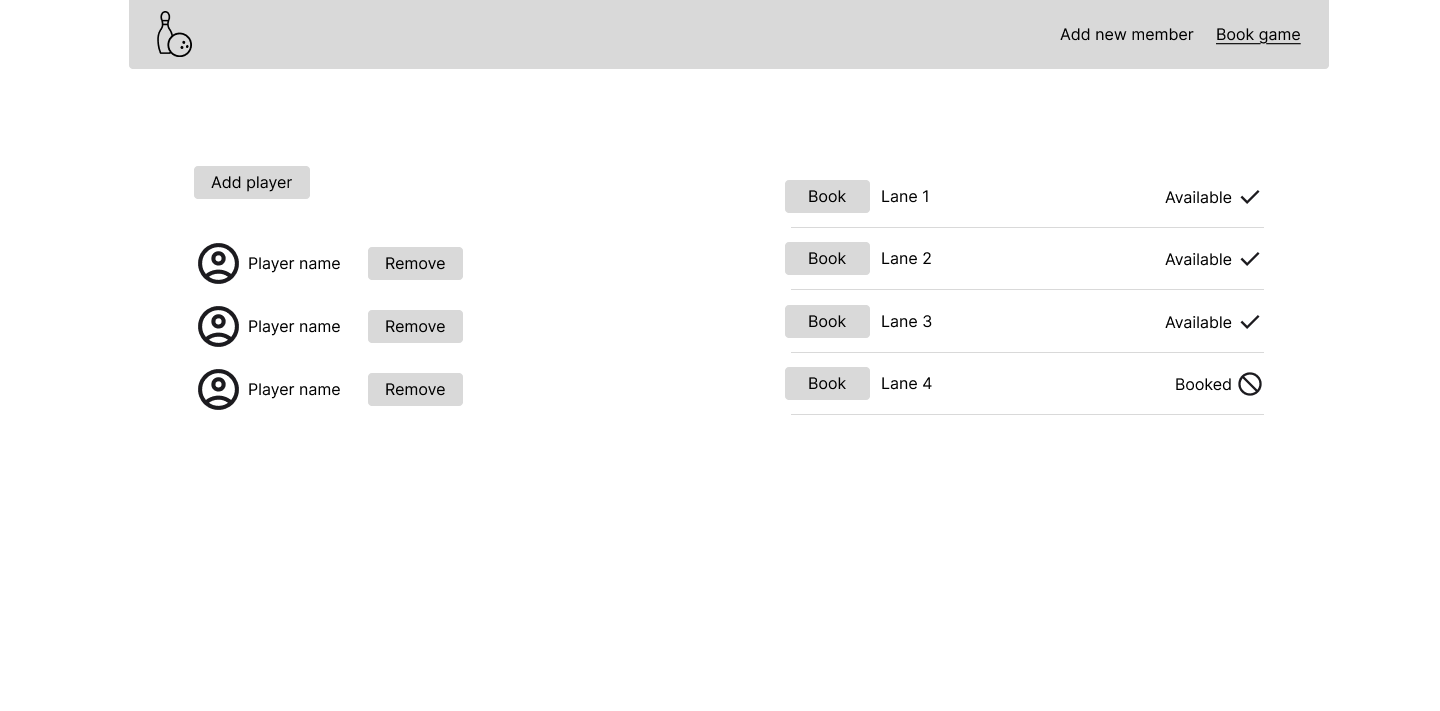 Add new member Book game
Add player
Player name Remove
Player name Remove
Player name Remove
Book Lane 1 Available
Book Lane 2 Available
Book Lane 3 Available
Book Lane 4 Booked